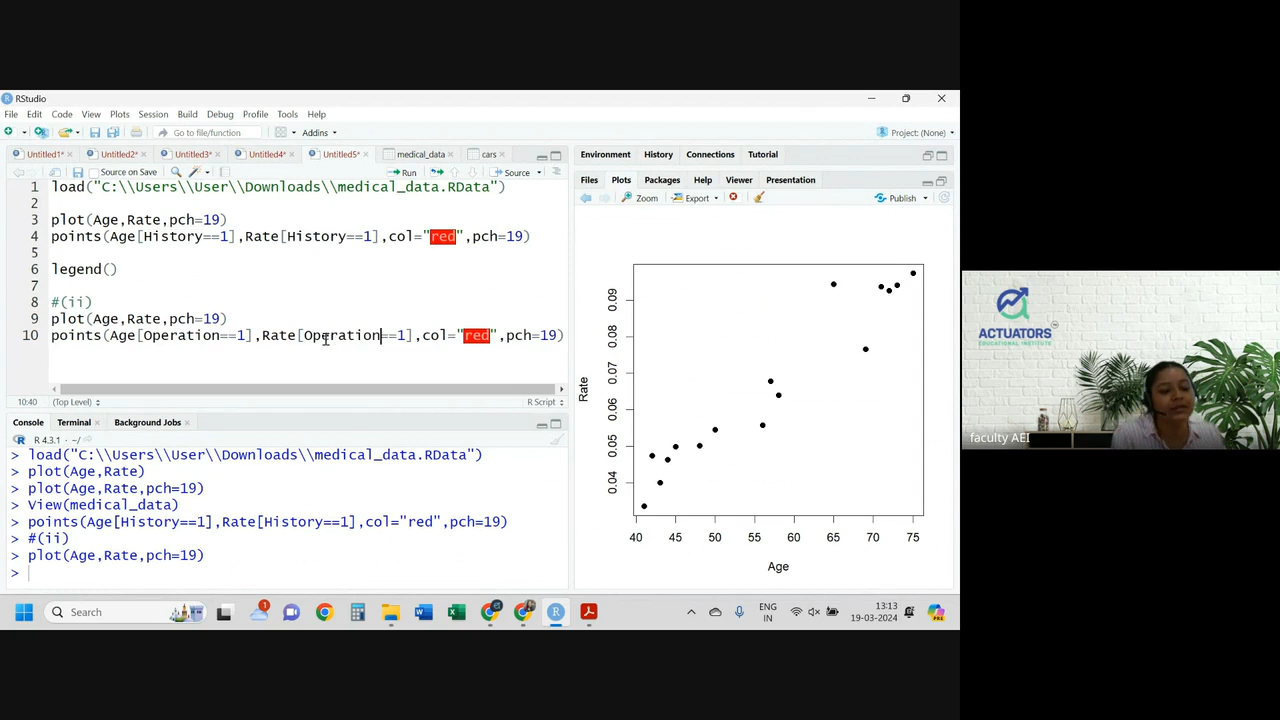 RStudio
File Edit Code View Plots Session Build Debug Profile Tools Help
Go to file/function Addins Project: (None)
Untitled1* Untitled2* Untitled3* Untitled4* Untitled5* medical_data cars
Source on Save Run Source
1 load("C:\\Users\\User\\Downloads\\medical_data.RData")
2
3 plot(Age,Rate,pch=19)
4 points(Age[History==1],Rate[History==1],col="red",pch=19)
5
6 legend()
7
8 #(ii)
9 plot(Age,Rate,pch=19)
10 points(Age[Operation==1],Rate[Operation==1],col="red",pch=19)
10:40 (Top Level) R Script
Console Terminal Background Jobs
R 4.3.1 · ~/
> load("C:\\Users\\User\\Downloads\\medical_data.RData")
> plot(Age,Rate)
> plot(Age,Rate,pch=19)
> View(medical_data)
> points(Age[History==1],Rate[History==1],col="red",pch=19)
> #(ii)
> plot(Age,Rate,pch=19)
>
Environment History Connections Tutorial
Files Plots Packages Help Viewer Presentation
Zoom Export Publish
0.09
0.08
0.07
0.06
0.05
0.04
Rate
40 45 50 55 60 65 70 75
Age
ACTUATORS
EDUCATIONAL INSTITUTE
faculty AEI
Search
1
ENG
IN
13:13
19-03-2024